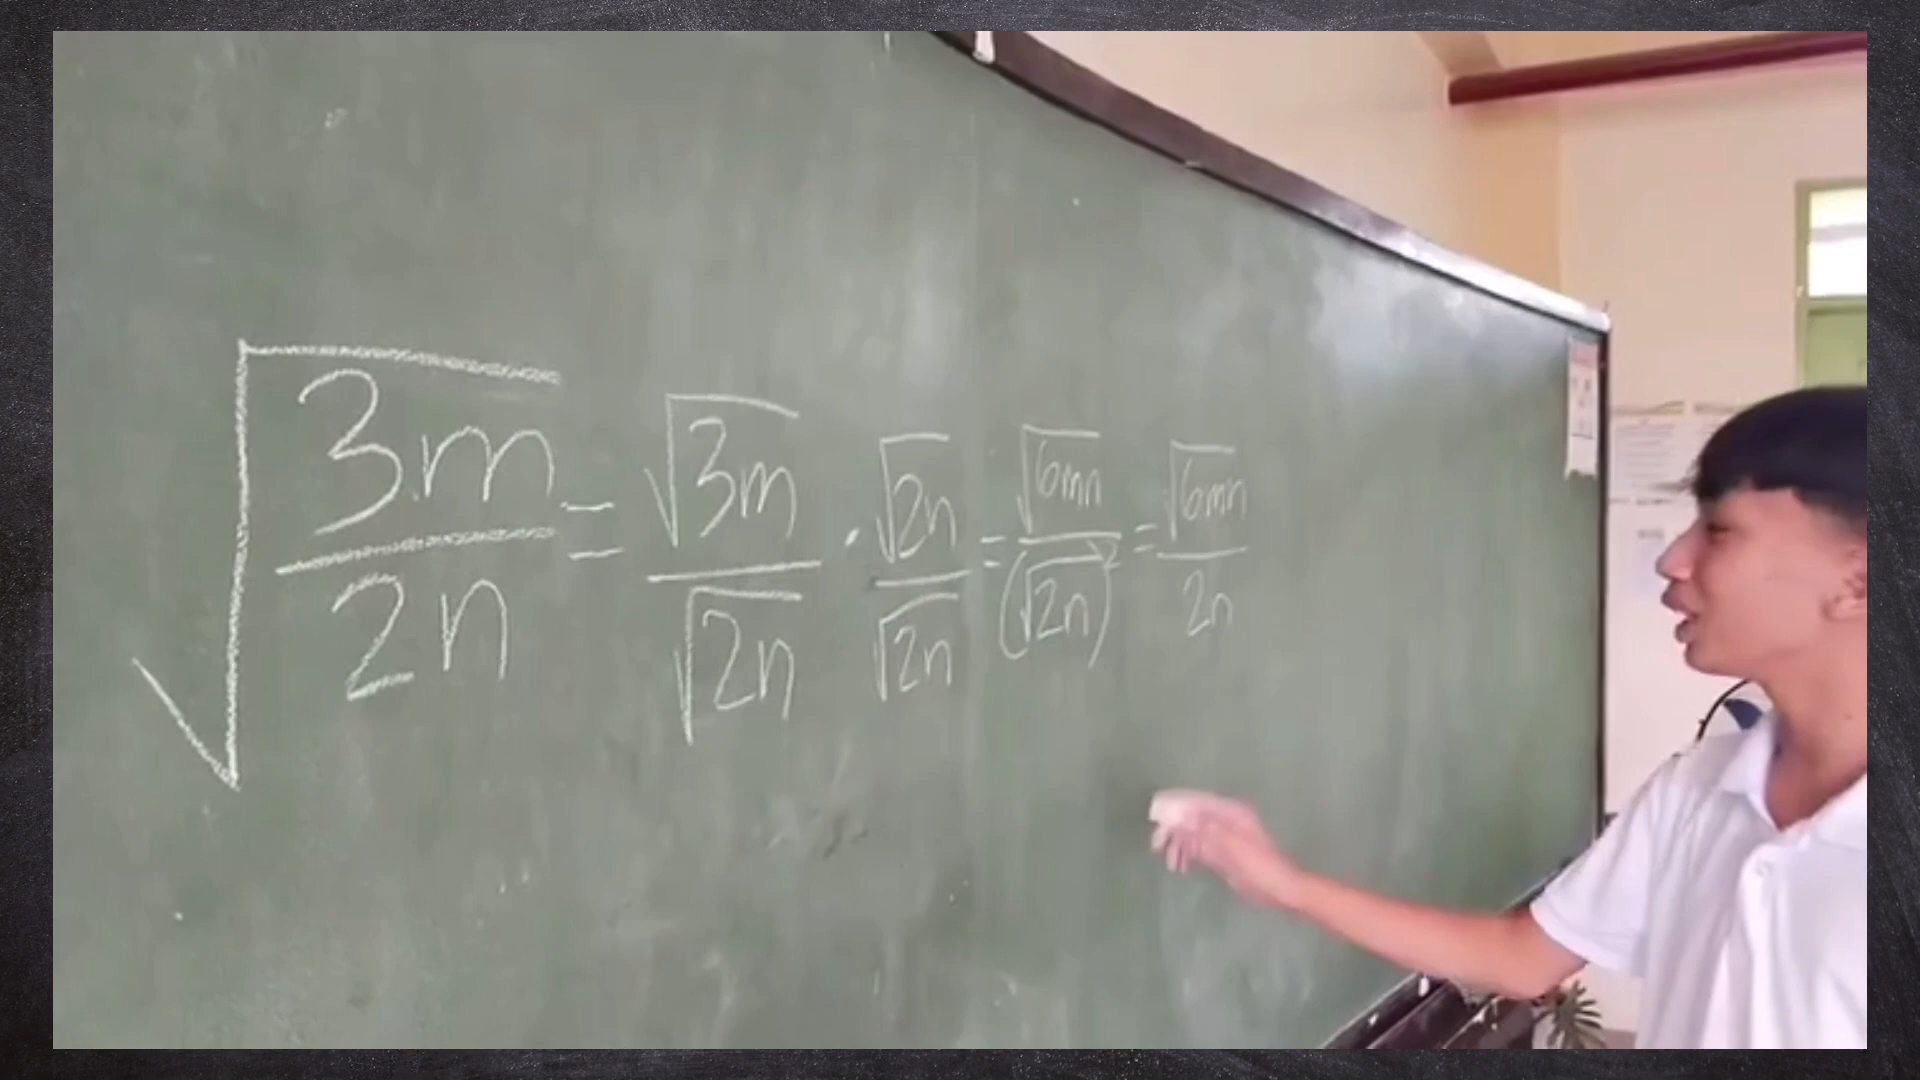 √(3m/2n) = √3m/√2n · √2n/√2n = √6mn/(√2n)² = √6mn/2n